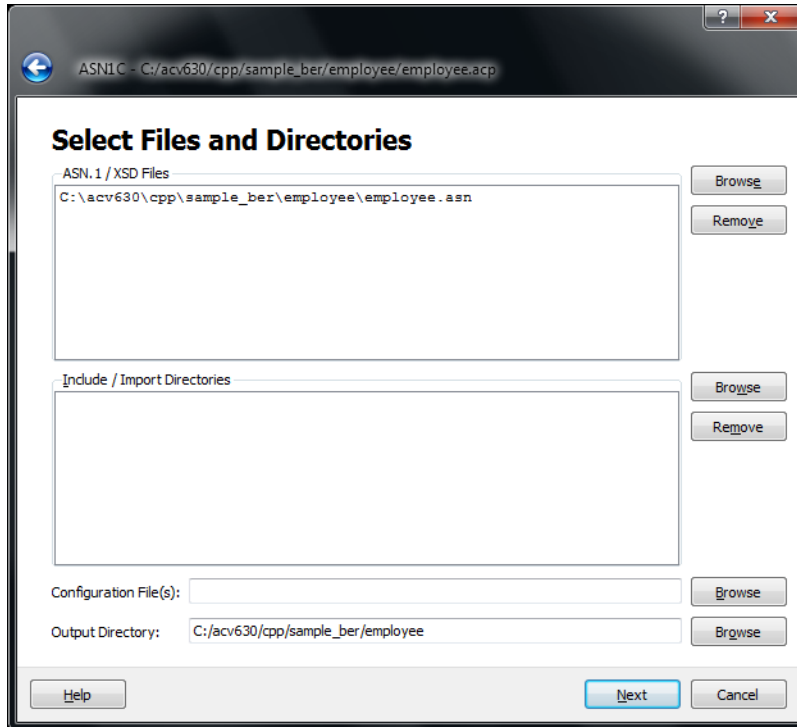 ?
x
ASN1C - C:/acv630/cpp/sample_ber/employee/employee.acp
Select Files and Directories
ASN.1 / XSD Files
C:\acv630\cpp\sample_ber\employee\employee.asn
Browse
Remove
Include / Import Directories
Browse
Remove
Configuration File(s):
Browse
Output Directory: C:/acv630/cpp/sample_ber/employee
Browse
Help
Next
Cancel